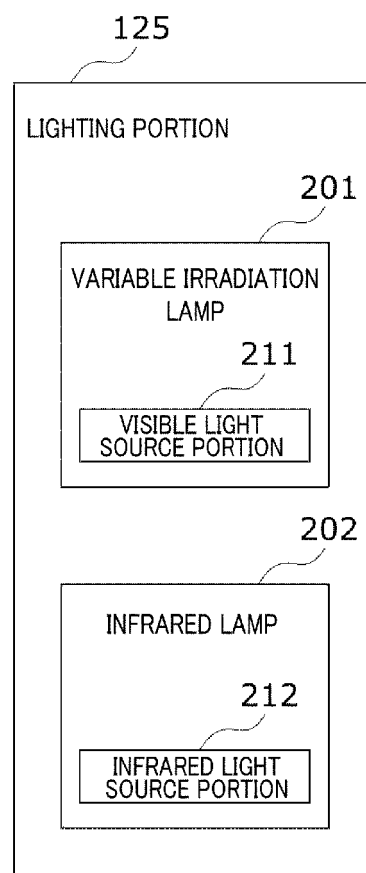 125
LIGHTING PORTION
201
VARIABLE IRRADIATION
LAMP
211
VISIBLE LIGHT
SOURCE PORTION
202
INFRARED LAMP
212
INFRARED LIGHT
SOURCE PORTION